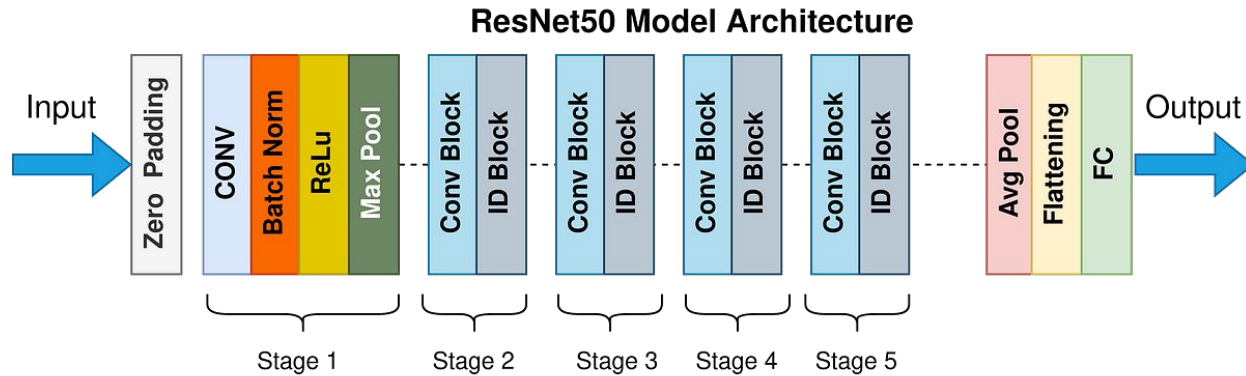 ResNet50 Model Architecture
Input
Zero Padding
CONV
Batch Norm
ReLu
Max Pool
Conv Block
ID Block
Conv Block
ID Block
Conv Block
ID Block
Conv Block
ID Block
Avg Pool
Flattening
FC
Output
Stage 1
Stage 2
Stage 3
Stage 4
Stage 5